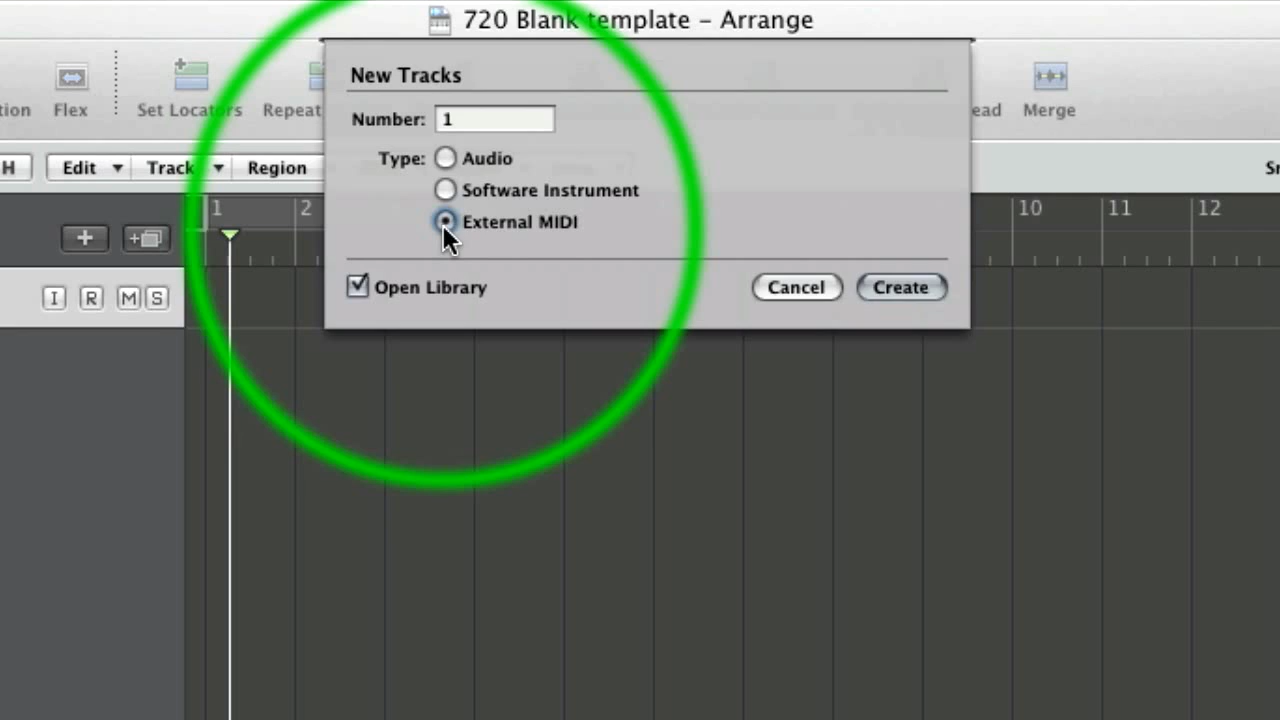 720 Blank template – Arrange
New Tracks
Number: 1
Type: Audio
Software Instrument
External MIDI
Open Library
Cancel
Create
Flex
Set Locators
Repeat
Merge
H
Edit
Track
Region
1
2
10
11
12
I
R
M
S